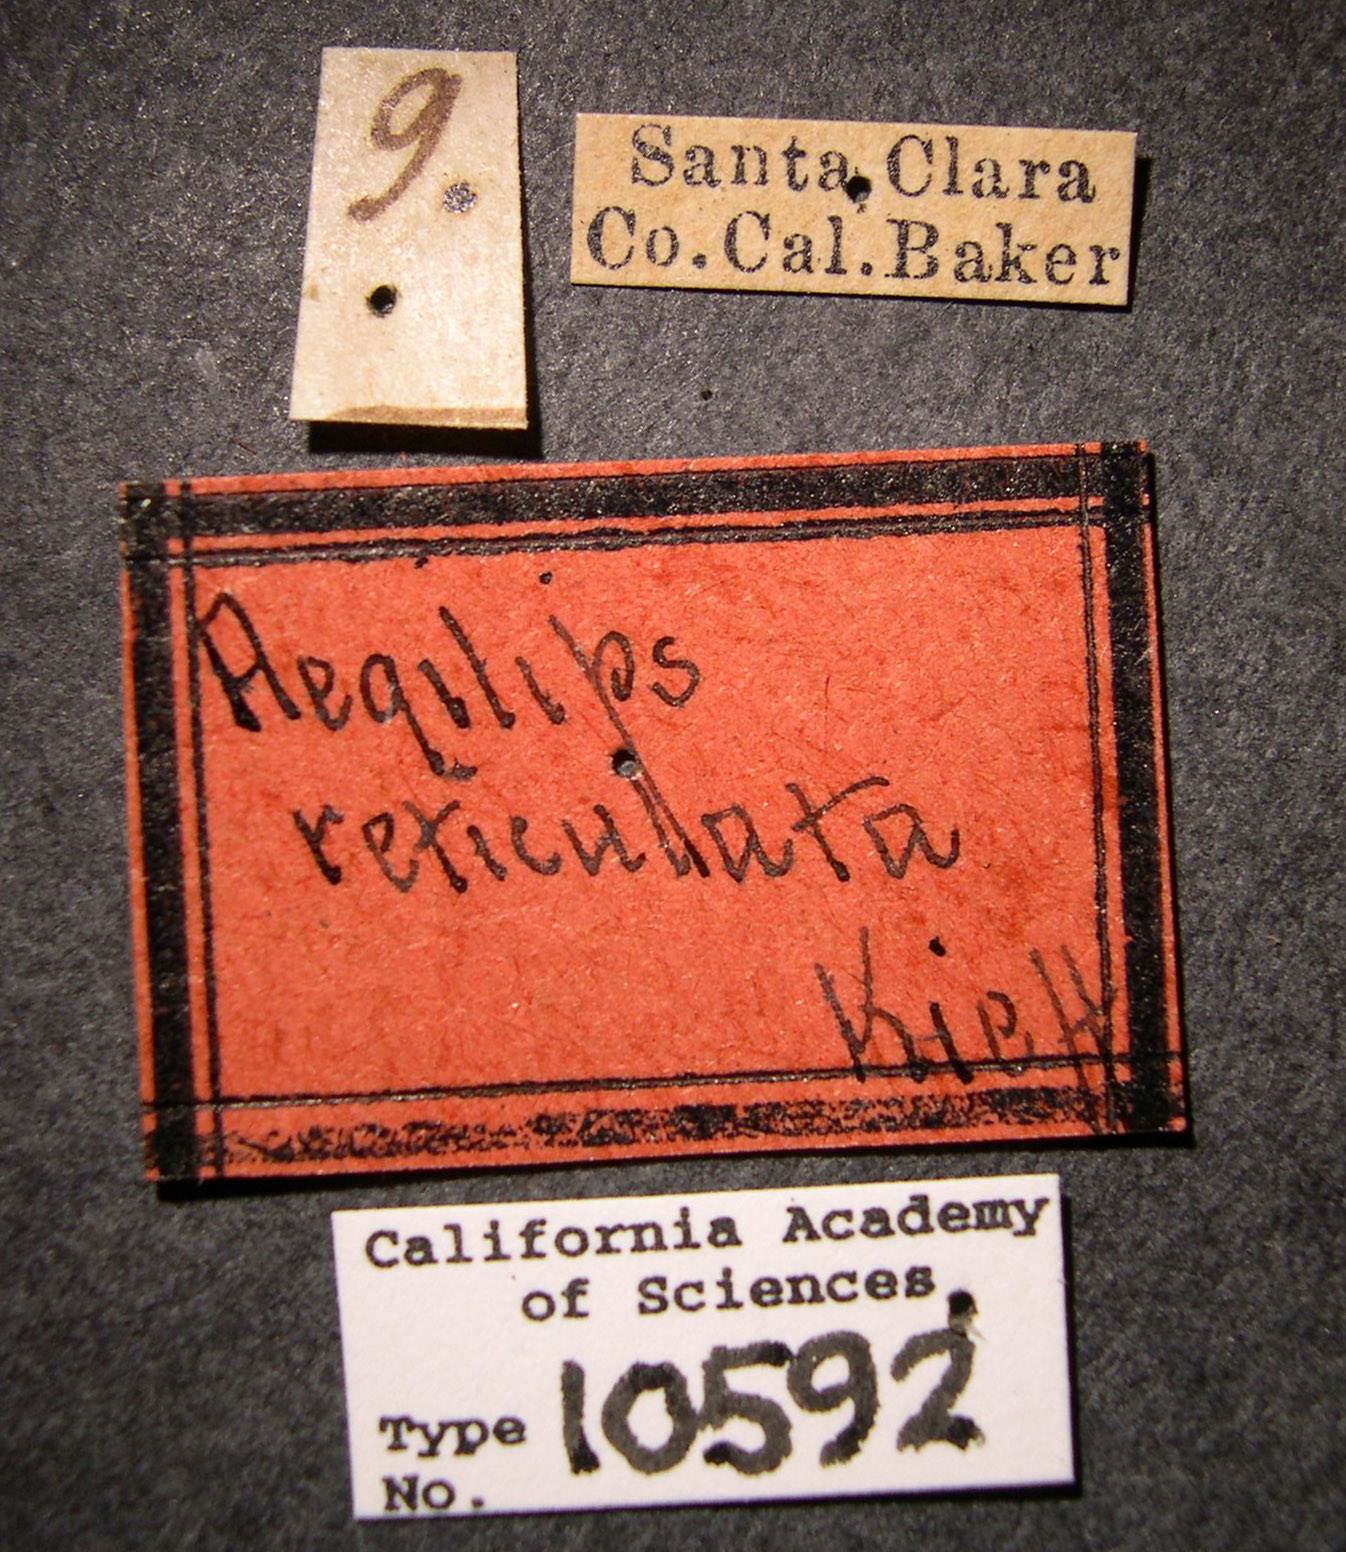 9.
Santa Clara
Co. Cal. Baker
Aegilips
reticulata
Kieff
California Academy
of Sciences
Type
No. 10592